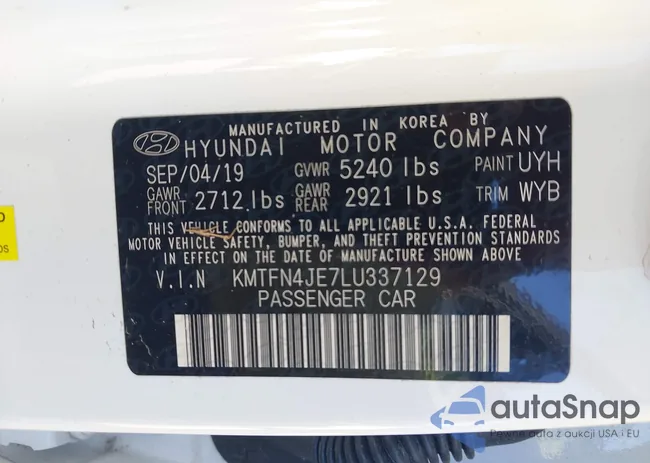 MANUFACTURED IN KOREA BY
HYUNDAI MOTOR COMPANY
SEP/04/19 GVWR 5240 lbs PAINT UYH
GAWR FRONT 2712 lbs GAWR REAR 2921 lbs TRIM WYB
THIS VEHICLE CONFORMS TO ALL APPLICABLE U.S.A. FEDERAL
MOTOR VEHICLE SAFETY, BUMPER, AND THEFT PREVENTION STANDARDS
IN EFFECT ON THE DATE OF MANUFACTURE SHOWN ABOVE
V.I.N KMTFN4JE7LU337129
PASSENGER CAR
autaSnap
Pewne auta z aukcji USA i EU